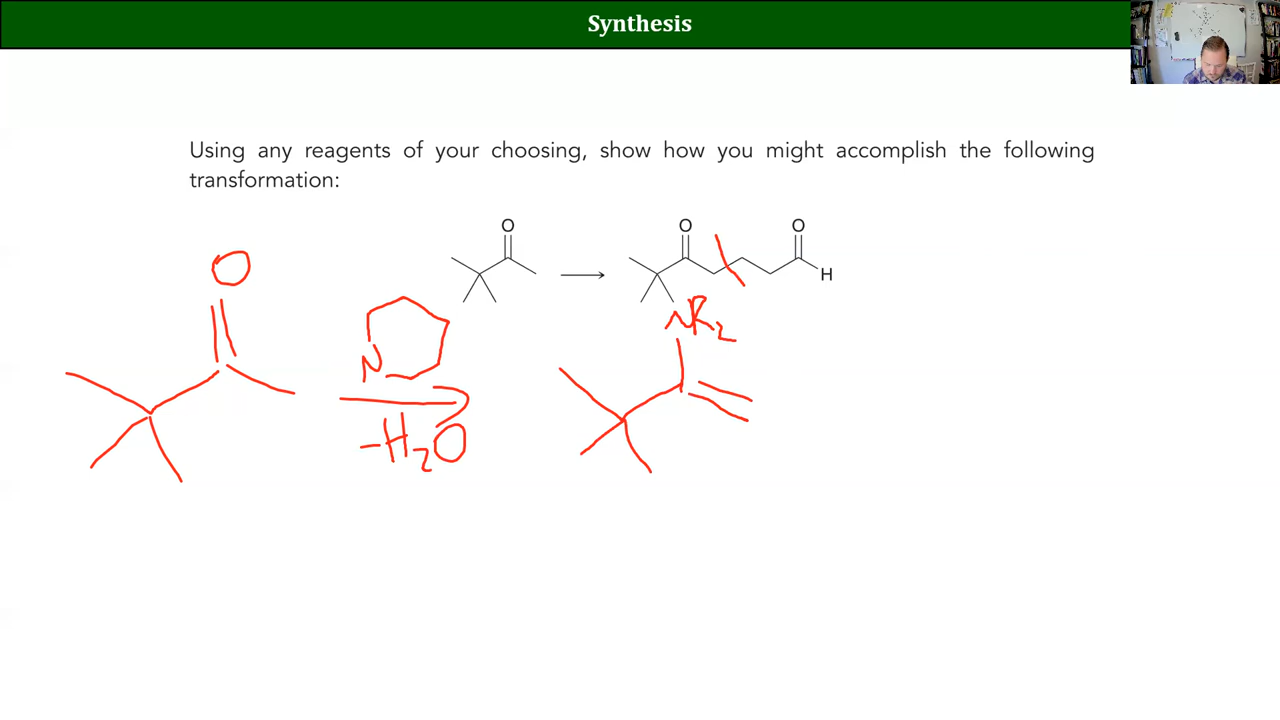 Synthesis
Using any reagents of your choosing, show how you might accomplish the following
transformation:
O
O
O
H
O
N
-H2O
NR2